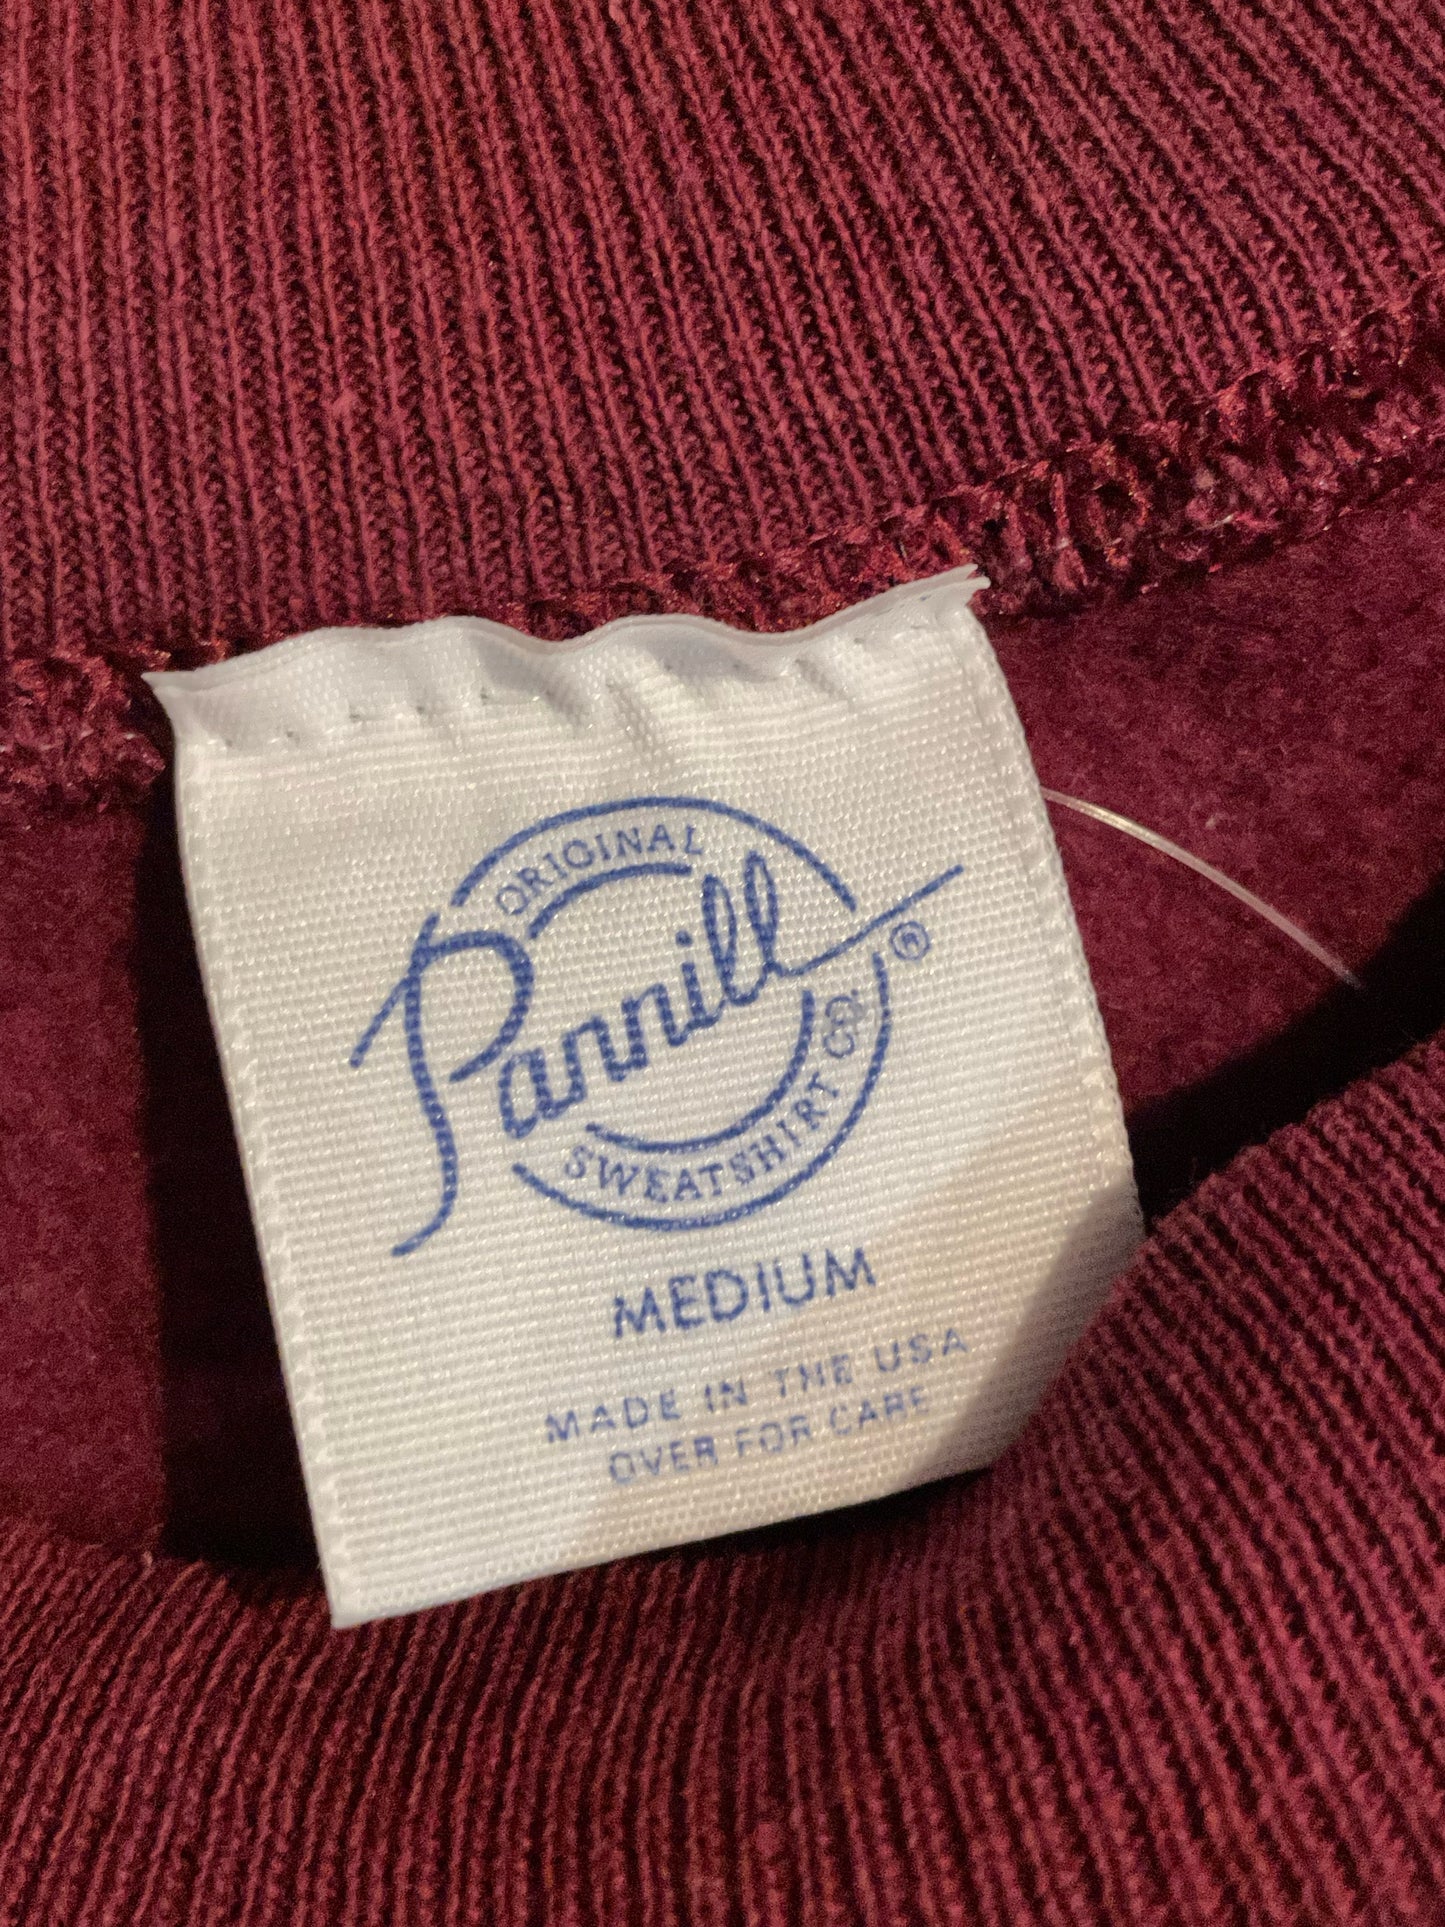 ORIGINAL
Pannill®
SWEATSHIRT CO.
MEDIUM
MADE IN THE USA
OVER FOR CARE